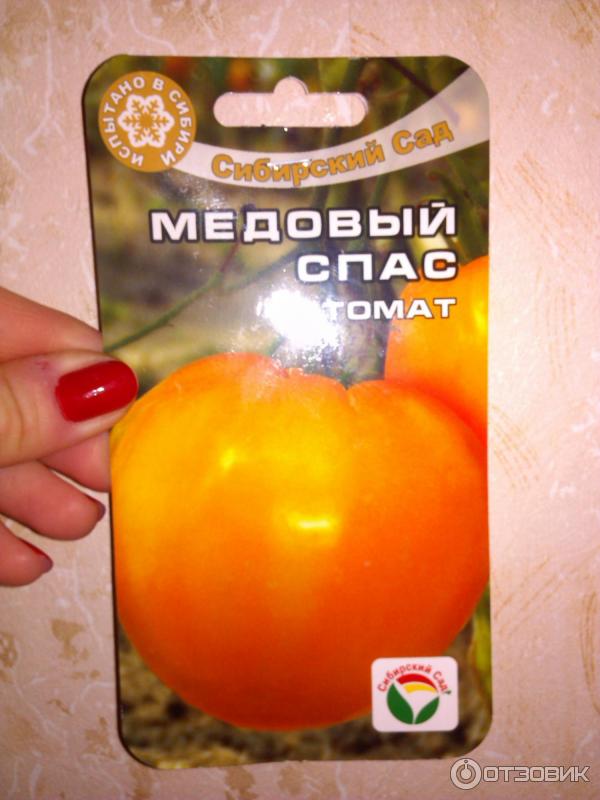 ИСПЫТАНО В СИБИРИ
Сибирский Сад
МЕДОВЫЙ
СПАС
ТОМАТ
Сибирский Сад!
ОТЗОВИК